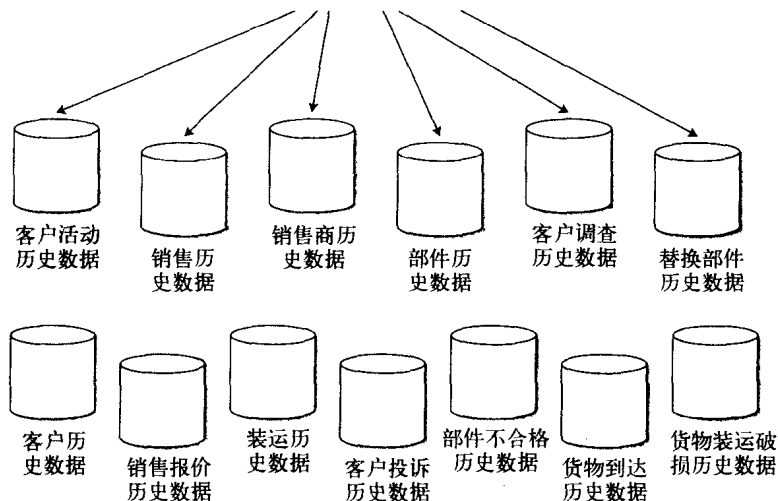 客户活动
历史数据
销售历
史数据
销售商历
史数据
部件历
史数据
客户调查
历史数据
替换部件
历史数据
客户历
史数据
销售报价
历史数据
装运历
史数据
客户投诉
历史数据
部件不合格
历史数据
货物到达
历史数据
货物装运破
损历史数据